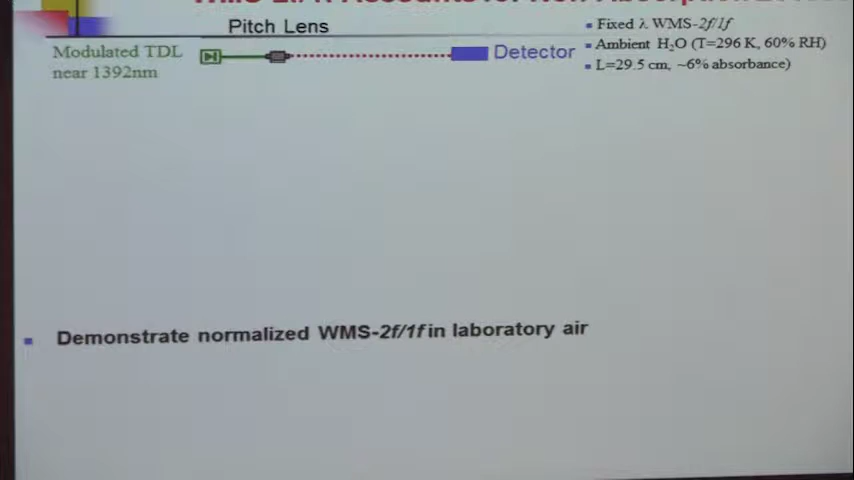 Pitch Lens
Modulated TDL
near 1392nm
Detector
▪ Fixed λ WMS-2f/1f
▪ Ambient H₂O (T=296 K, 60% RH)
▪ L=29.5 cm, ~6% absorbance)
▪ Demonstrate normalized WMS-2f/1f in laboratory air